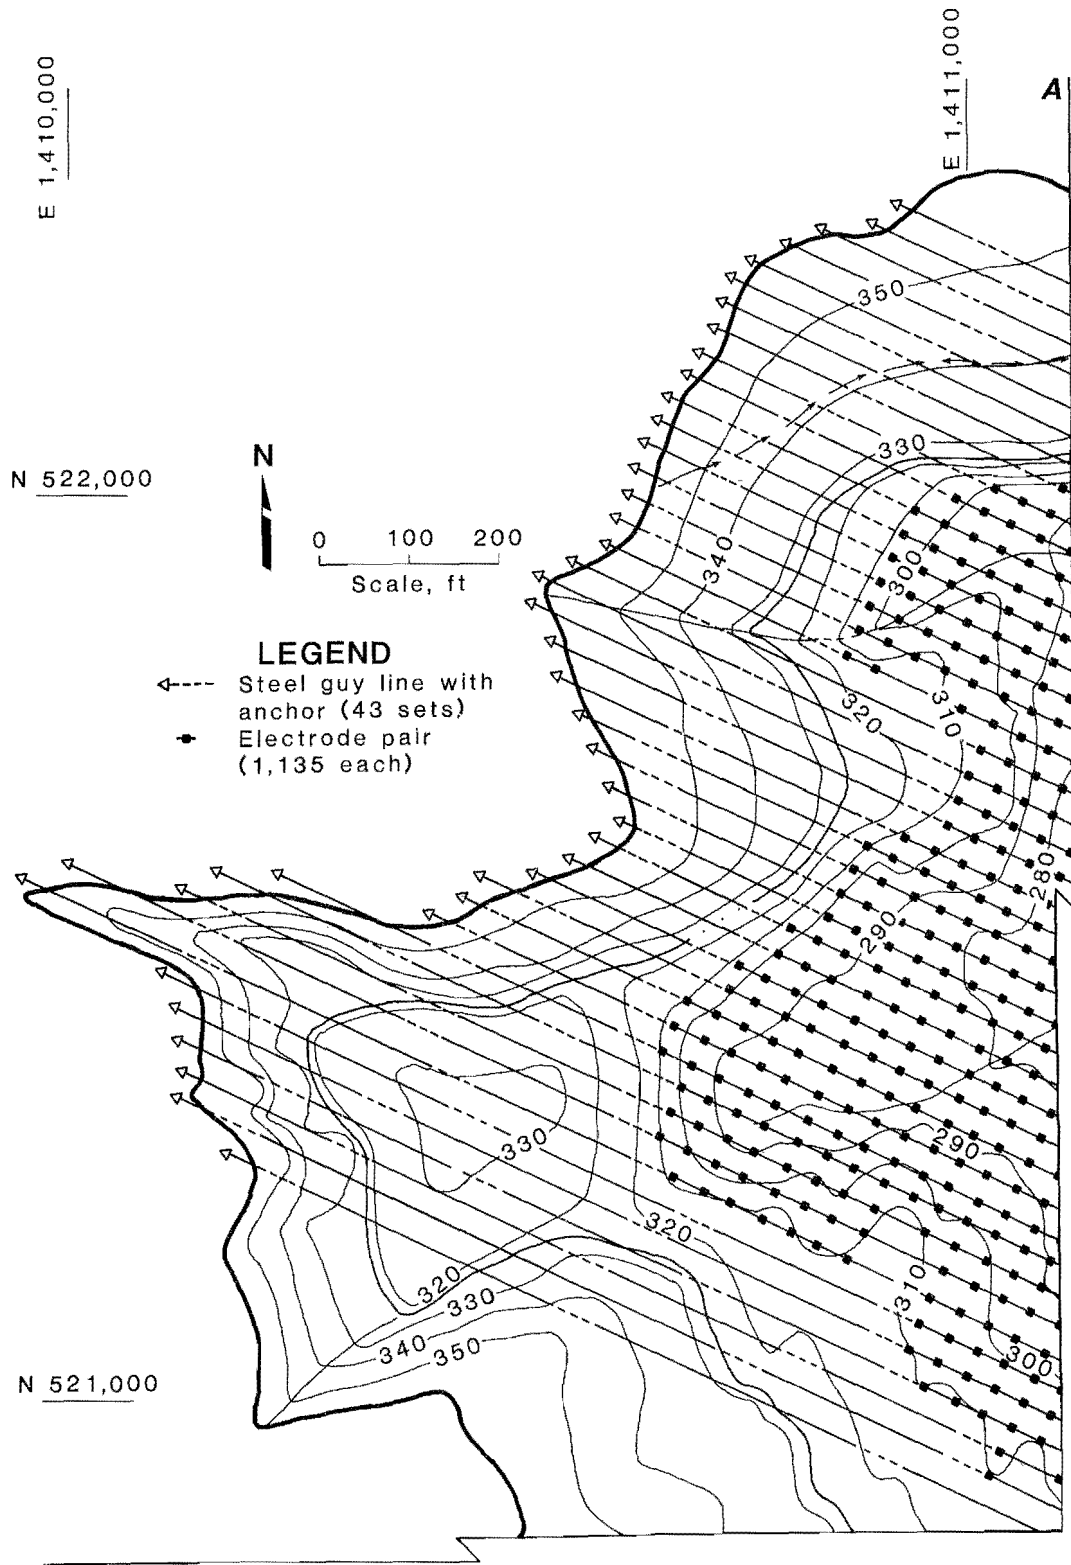 E 1,410,000
E 1,411,000
A
350
330
N 522,000
N
0 100 200
Scale, ft
340
300
LEGEND
Steel guy line with
anchor (43 sets)
Electrode pair
(1,135 each)
320
310
280
290
290
330
320
310
320
330
340
350
300
N 521,000